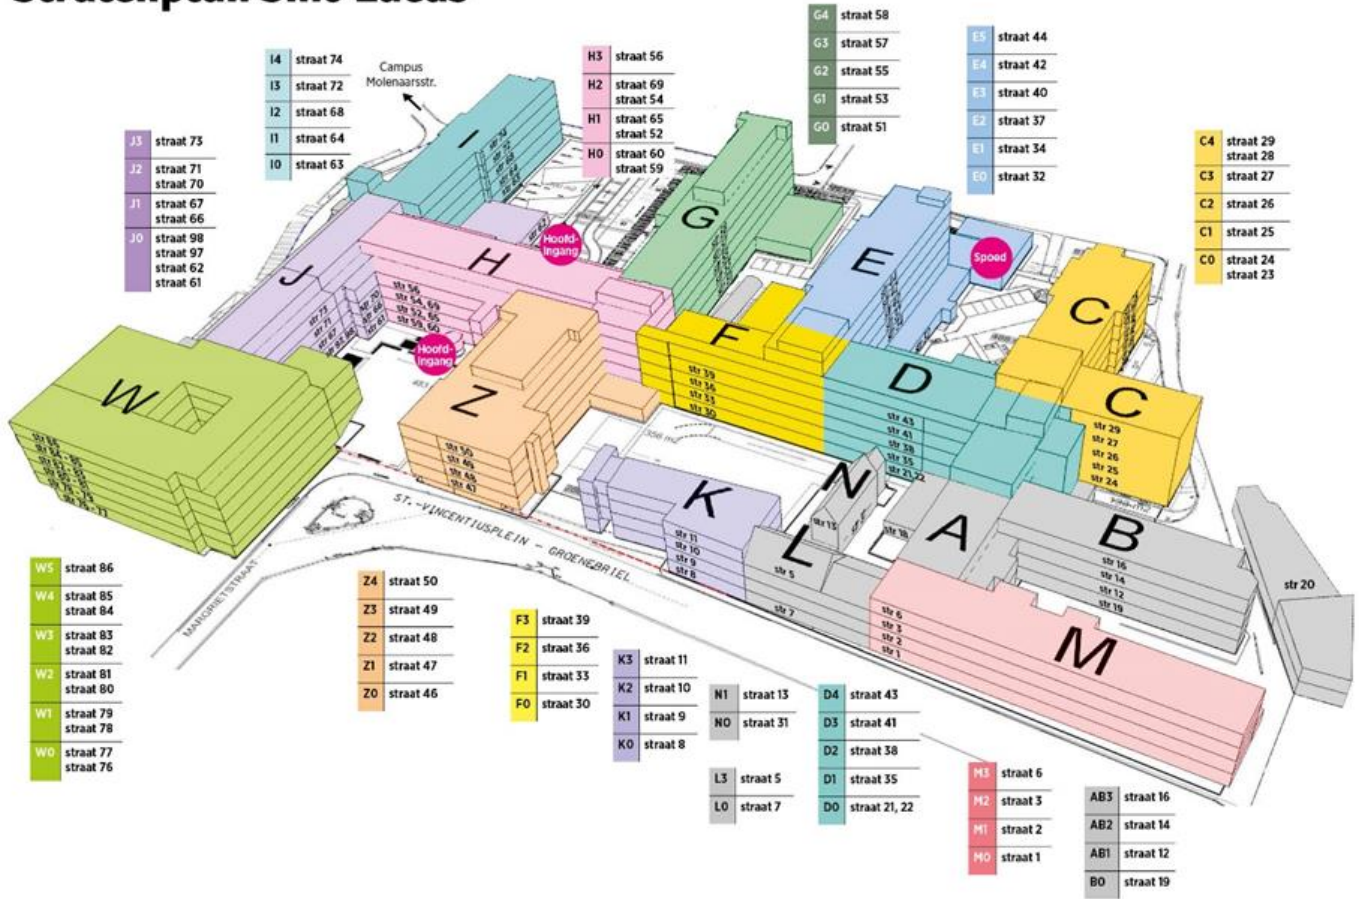 G4 straat 58
G3 straat 57
G2 straat 55
G1 straat 53
G0 straat 51
E5 straat 44
E4 straat 42
E3 straat 40
E2 straat 37
E1 straat 34
E0 straat 32
I4 straat 74
I3 straat 72
I2 straat 68
I1 straat 64
I0 straat 63
Campus
Molenaarsstr.
H3 straat 56
H2 straat 69
straat 54
H1 straat 65
straat 52
H0 straat 60
straat 59
J3 straat 73
J2 straat 71
straat 70
J1 straat 67
straat 66
J0 straat 98
straat 97
straat 62
straat 61
C4 straat 29
straat 28
C3 straat 27
C2 straat 26
C1 straat 25
C0 straat 24
straat 23
I
G
H
J
E
C
Hoofd-
Ingang
Spoed
str 56
str 54, 69
str 52, 65
str 59, 60
str 73
str 71
Hoofd-
Ingang
F
str 39
str 36
str 33
str 30
D
str 43
str 41
str 38
str 35
str 21,22
C
str 29
str 27
str 26
str 25
str 24
W
Z
str 50
str 49
str 48
str 47
K
str 11
str 10
str 9
str 8
N
str 13
str 18
L
str 5
str 7
A
B
str 16
str 14
str 12
str 19
str 20
M
str 6
str 3
str 2
str 1
ST.-VINCENTIUSPLEIN - GROENEBRIEL
MARGRIETSTRAAT
W5 straat 86
W4 straat 85
straat 84
W3 straat 83
straat 82
W2 straat 81
straat 80
W1 straat 79
straat 78
W0 straat 77
straat 76
Z4 straat 50
Z3 straat 49
Z2 straat 48
Z1 straat 47
Z0 straat 46
F3 straat 39
F2 straat 36
F1 straat 33
F0 straat 30
K3 straat 11
K2 straat 10
K1 straat 9
K0 straat 8
N1 straat 13
N0 straat 31
L3 straat 5
L0 straat 7
D4 straat 43
D3 straat 41
D2 straat 38
D1 straat 35
D0 straat 21, 22
M3 straat 6
M2 straat 3
M1 straat 2
M0 straat 1
AB3 straat 16
AB2 straat 14
AB1 straat 12
B0 straat 19